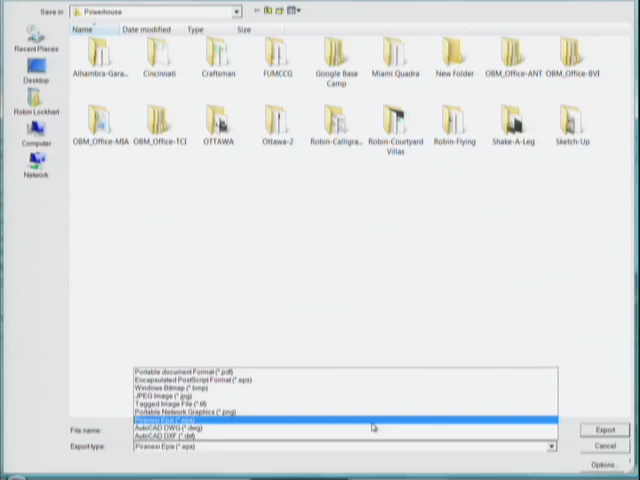 Save in: Powerhouse
Name Date modified Type Size
Recent Places
Desktop
Robin Lockhart
Computer
Network
Alhambra-Gara... Cincinnati Craftsman FUMCCG Google Base Camp Miami Quadra New Folder OBM_Office-ANT OBM_Office-BVI
OBM_Office-MIA OBM_Office-TCI OTTAWA Ottawa-2 Robin-Calligra... Robin-Courtyard Villas Robin-Flying Shake-A-Leg Sketch-Up
Portable document Format (*.pdf)
Encapsulated PostScript Format (*.eps)
Windows Bitmap (*.bmp)
JPEG Image (*.jpg)
Tagged Image File (*.tif)
Portable Network Graphics (*.png)
Piranesi Epix (*.epx)
AutoCAD DWG (*.dwg)
AutoCAD DXF (*.dxf)
File name:
Export type: Piranesi Epix (*.epx)
Export
Cancel
Options...